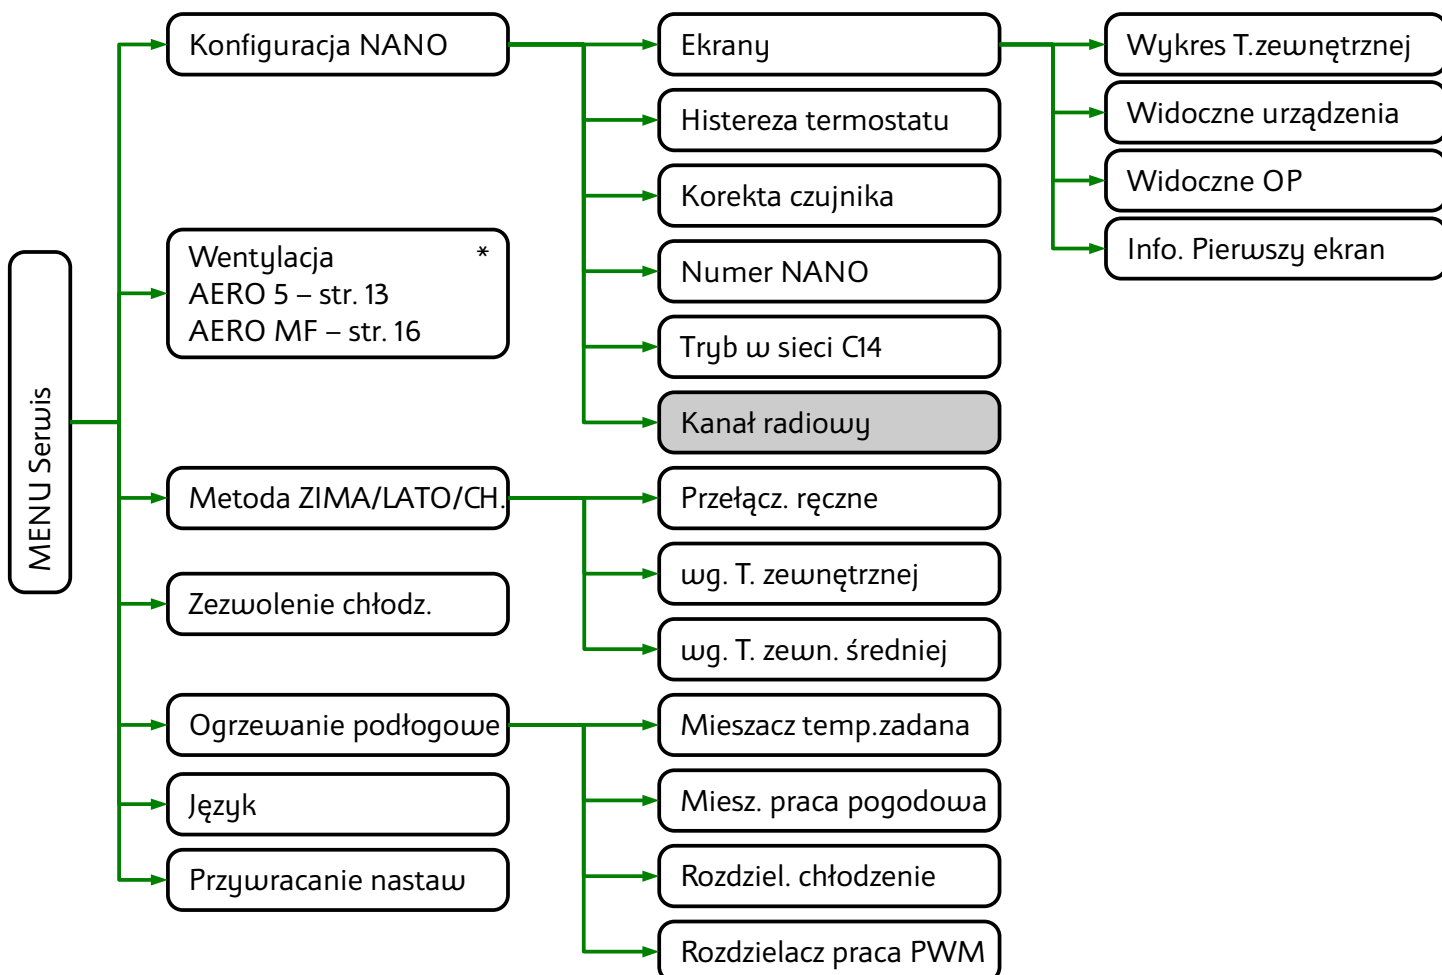 MENU Serwis
Konfiguracja NANO
Ekrany
Wykres T.zewnętrznej
Widoczne urządzenia
Widoczne OP
Info. Pierwszy ekran
Histereza termostatu
Korekta czujnika
Numer NANO
Tryb w sieci C14
Kanał radiowy
Wentylacja *
AERO 5 – str. 13
AERO MF – str. 16
Metoda ZIMA/LATO/CH.
Przełącz. ręczne
wg. T. zewnętrznej
wg. T. zewn. średniej
Zezwolenie chłodz.
Ogrzewanie podłogowe
Mieszacz temp.zadana
Miesz. praca pogodowa
Rozdziel. chłodzenie
Rozdzielacz praca PWM
Język
Przywracanie nastaw